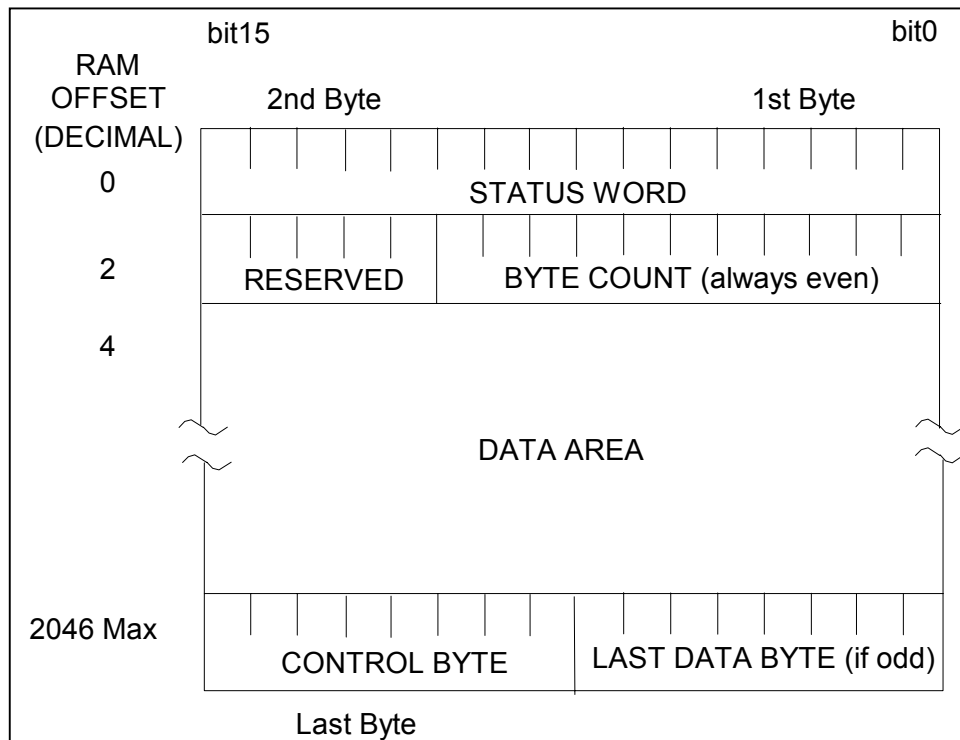 bit15 bit0
RAM
OFFSET
(DECIMAL)
2nd Byte 1st Byte
0 STATUS WORD
2 RESERVED BYTE COUNT (always even)
4
DATA AREA
2046 Max CONTROL BYTE LAST DATA BYTE (if odd)
Last Byte